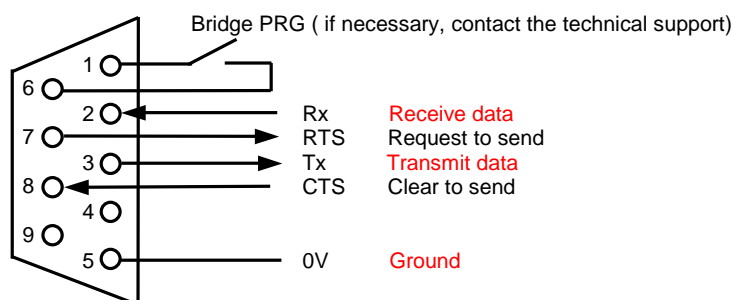 Bridge PRG ( if necessary, contact the technical support)
1
6
2 Rx Receive data
7 RTS Request to send
3 Tx Transmit data
8 CTS Clear to send
4
9
5 0V Ground